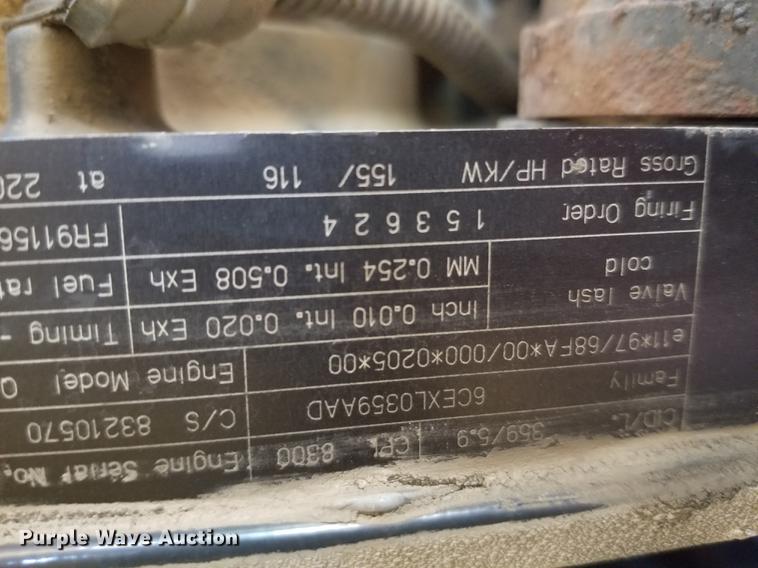 CID/L. 359/5.9 CPL 8300 Engine Serial No.
Family 6CEXL0359AAD C/S 83210570
e11*97/68FA*00/000*0205*00 Engine Model Q
Valve lash Inch 0.010 Int. 0.020 Exh Timing -
cold MM 0.254 Int. 0.508 Exh Fuel rat
Firing Order 1 5 3 6 2 4 FR91156
Gross Rated HP/KW 155/ 116 at 220
Purple Wave Auction